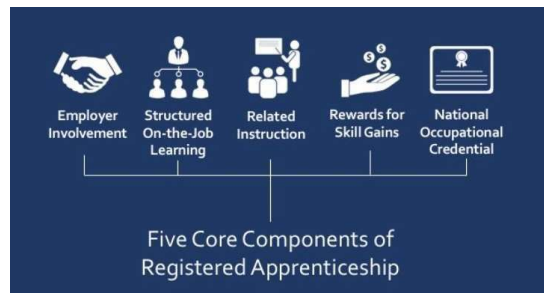 Employer
Involvement
Structured
On-the-Job
Learning
Related
Instruction
Rewards for
Skill Gains
National
Occupational
Credential
Five Core Components of
Registered Apprenticeship